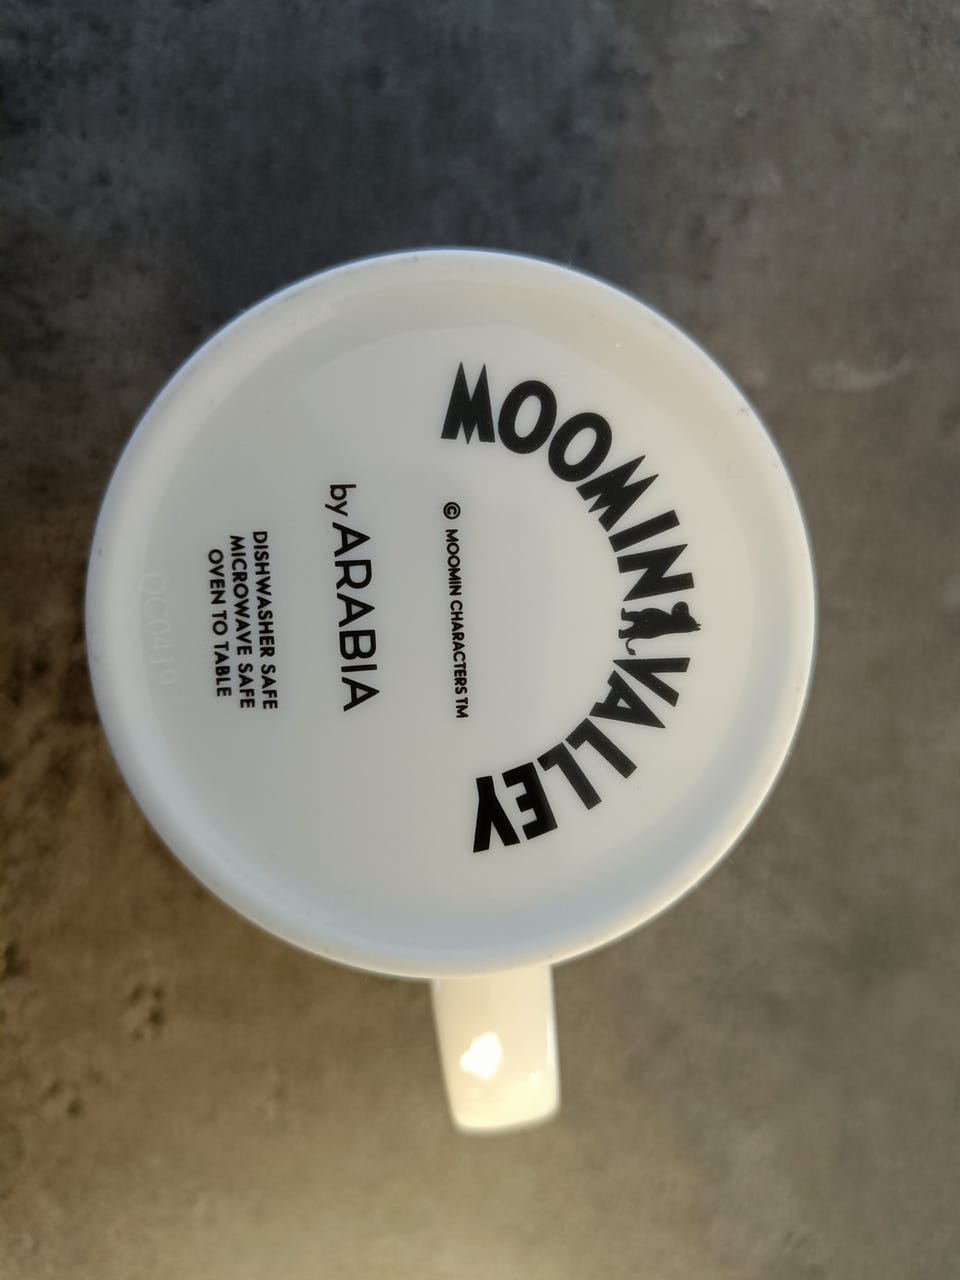 MOOMINVALLEY
© MOOMIN CHARACTERS TM
by ARABIA
DISHWASHER SAFE
MICROWAVE SAFE
OVEN TO TABLE